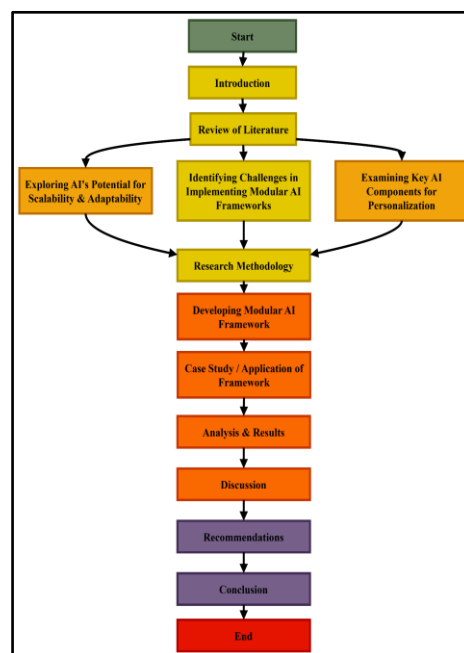 Start
Introduction
Review of Literature
Exploring AI's Potential for
Scalability & Adaptability
Identifying Challenges in
Implementing Modular AI
Frameworks
Examining Key AI
Components for
Personalization
Research Methodology
Developing Modular AI
Framework
Case Study / Application of
Framework
Analysis & Results
Discussion
Recommendations
Conclusion
End